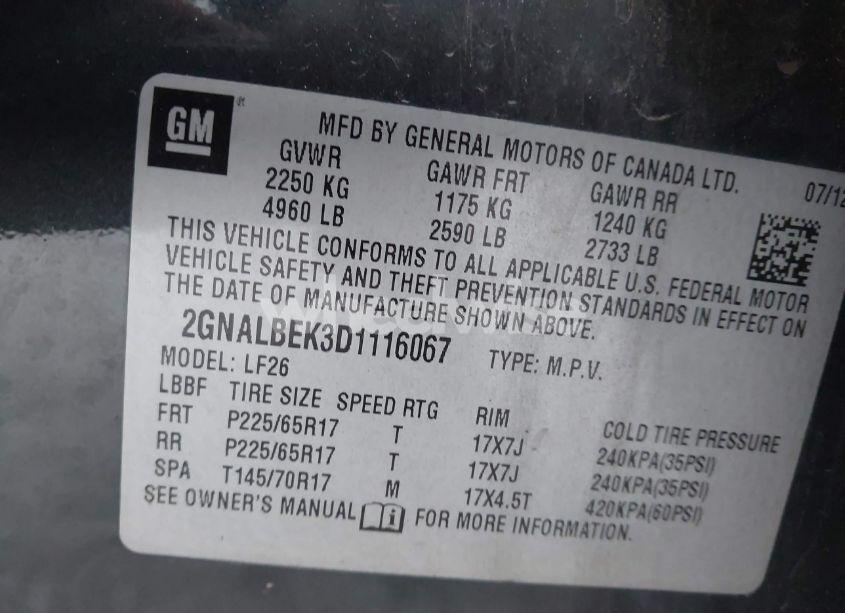 GM
MFD BY GENERAL MOTORS OF CANADA LTD. 07/12
GVWR GAWR FRT GAWR RR
2250 KG 1175 KG 1240 KG
4960 LB 2590 LB 2733 LB
THIS VEHICLE CONFORMS TO ALL APPLICABLE U.S. FEDERAL MOTOR
VEHICLE SAFETY AND THEFT PREVENTION STANDARDS IN EFFECT ON
THE DATE OF MANUFACTURE SHOWN ABOVE.
2GNALBEK3D1116067 TYPE: M.P.V.
MODEL: LF26
LBBF TIRE SIZE SPEED RTG RIM COLD TIRE PRESSURE
FRT P225/65R17 T 17X7J 240KPA(35PSI)
RR P225/65R17 T 17X7J 240KPA(35PSI)
SPA T145/70R17 M 17X4.5T 420KPA(60PSI)
SEE OWNER'S MANUAL i FOR MORE INFORMATION.